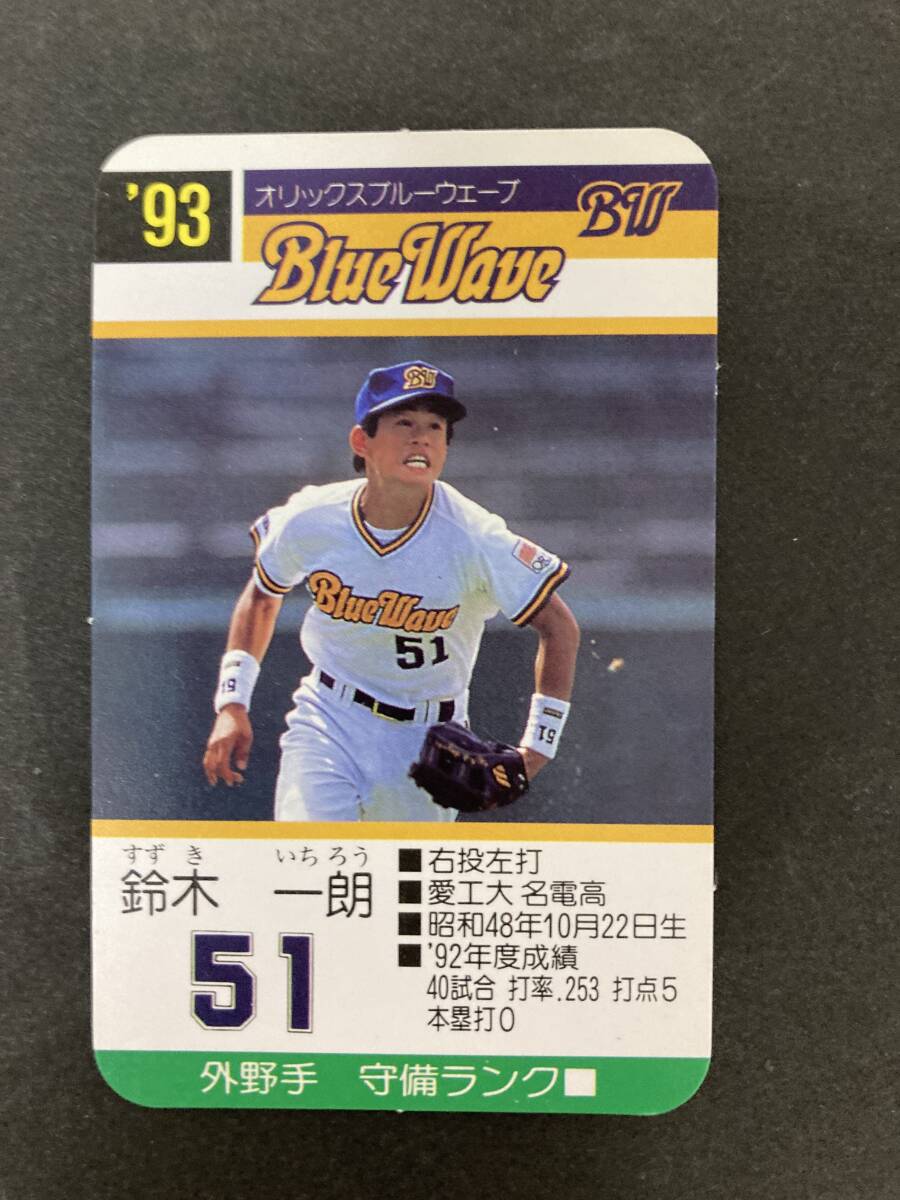 '93
オリックスブルーウェーブ
BW
Blue Wave
BW
ORIX
Blue Wave
51
51
51
すずき いちろう
鈴木 一朗
51
■右投左打
■愛工大 名電高
■昭和48年10月22日生
■'92年度成績
40試合 打率.253 打点5
本塁打0
外野手 守備ランク□